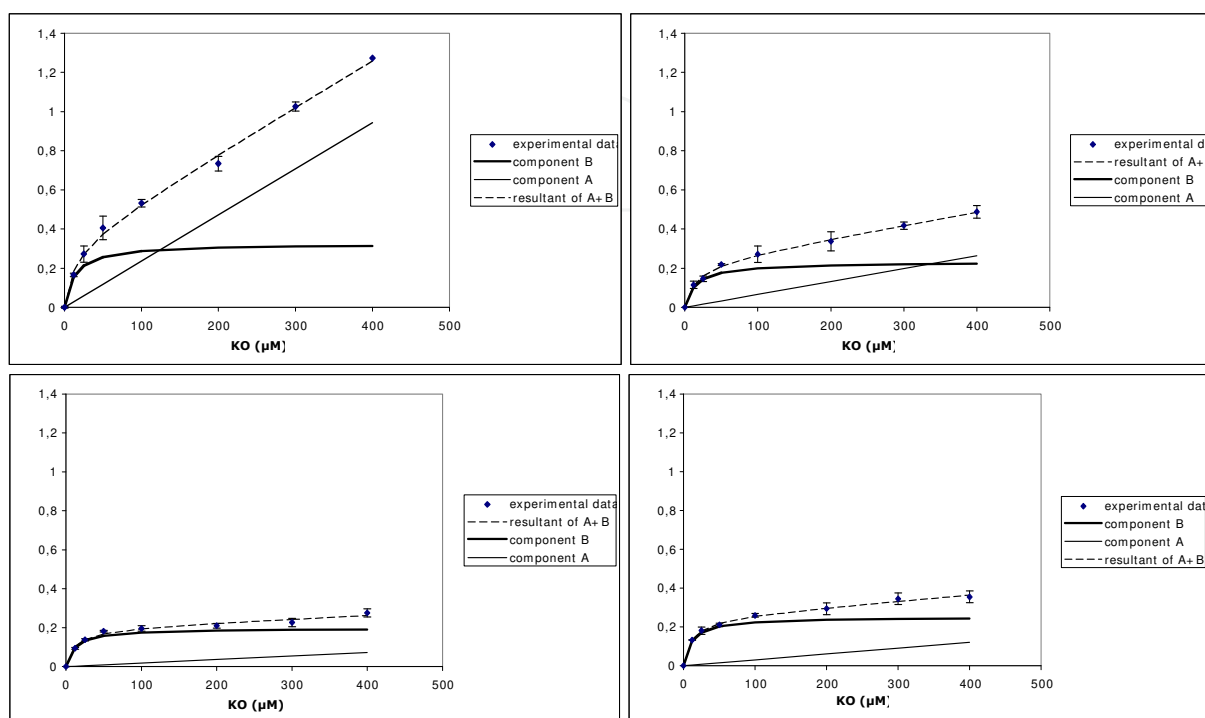 1,4
1,2
1
0,8
0,6
0,4
0,2
0
0 100 200 300 400 500
KO (µM)
experimental data
component B
component A
resultant of A+B
1,4
1,2
1
0,8
0,6
0,4
0,2
0
0 100 200 300 400 500
KO (µM)
experimental d
resultant of A+
component B
component A
1,4
1,2
1
0,8
0,6
0,4
0,2
0
0 100 200 300 400 500
KO (µM)
experimental data
resultant of A+B
component B
component A
1,4
1,2
1
0,8
0,6
0,4
0,2
0
0 100 200 300 400 500
KO (µM)
experimental da
component B
component A
resultant of A+B